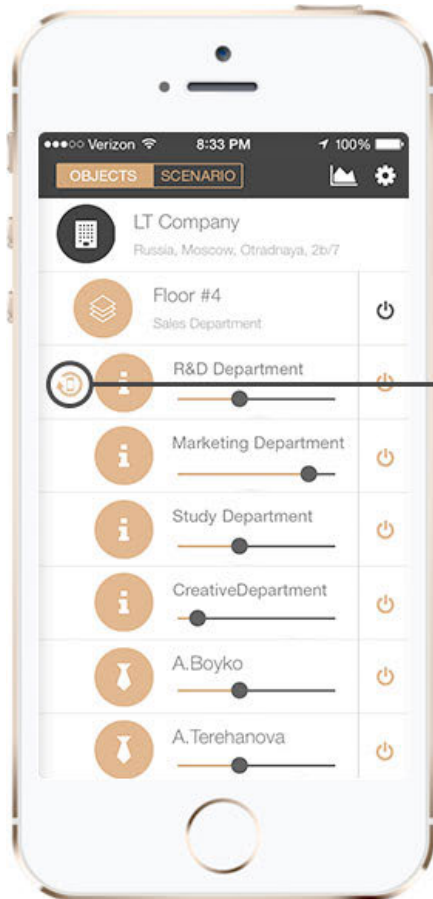 Verizon 8:33 PM 100%
OBJECTS SCENARIO
LT Company
Russia, Moscow, Otradnaya, 2b/7
Floor #4
Sales Department
R&D Department
Marketing Department
Study Department
CreativeDepartment
A.Boyko
A.Terehanova